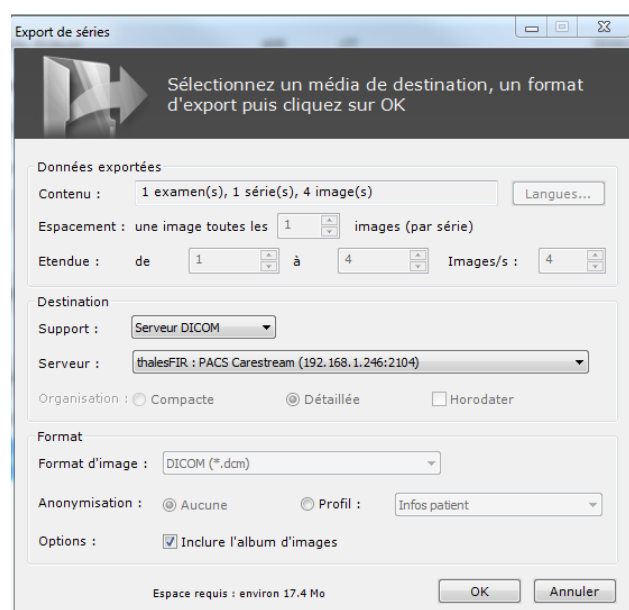 Export de séries
Sélectionnez un média de destination, un format
d'export puis cliquez sur OK
Données exportées
Contenu : 1 examen(s), 1 série(s), 4 image(s) Langues...
Espacement : une image toutes les 1 images (par série)
Etendue : de 1 à 4 Images/s : 4
Destination
Support : Serveur DICOM
Serveur : thalesFIR : PACS Carestream (192.168.1.246:2104)
Organisation : Compacte Détaillée Horodater
Format
Format d'image : DICOM (*.dcm)
Anonymisation : Aucune Profil : Infos patient
Options : Inclure l'album d'images
Espace requis : environ 17.4 Mo OK Annuler